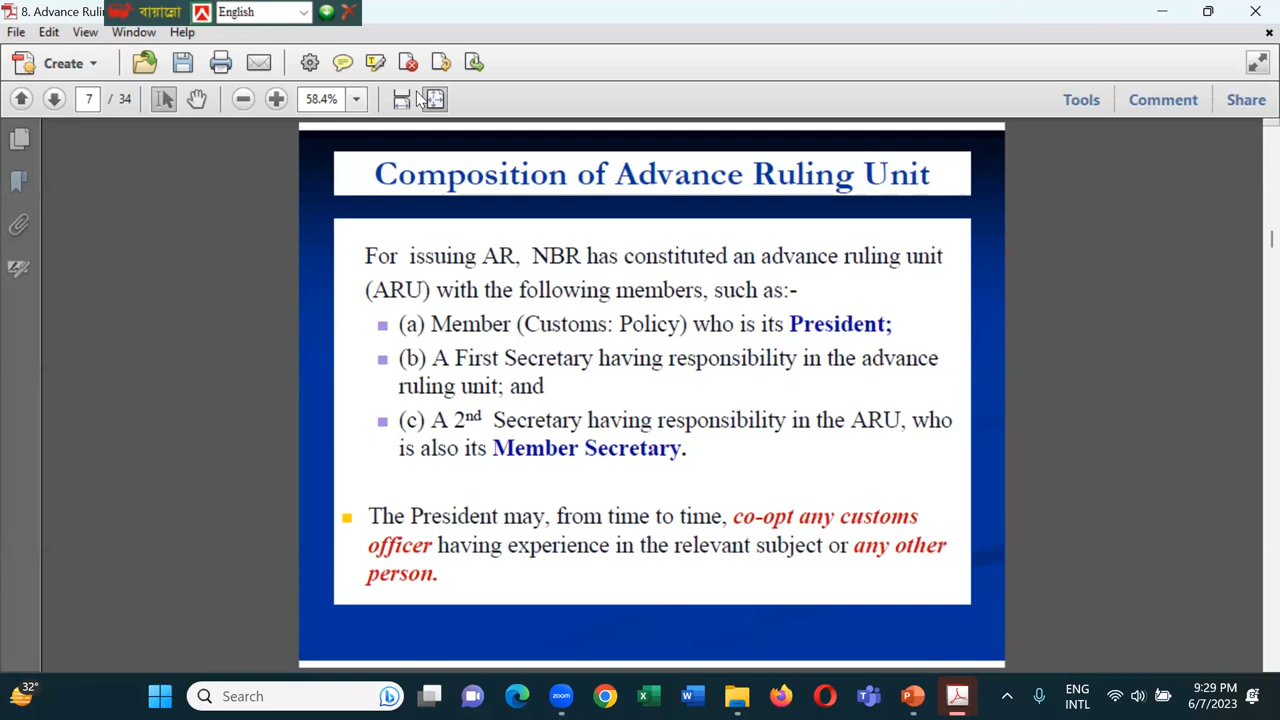 8. Advance Ruli
বায়ান্নো
English
File Edit View Window Help
Create
7 / 34 58.4% Tools Comment Share
Composition of Advance Ruling Unit
For issuing AR, NBR has constituted an advance ruling unit
(ARU) with the following members, such as:-
(a) Member (Customs: Policy) who is its President;
(b) A First Secretary having responsibility in the advance
ruling unit; and
(c) A 2nd Secretary having responsibility in the ARU, who
is also its Member Secretary.
The President may, from time to time, co-opt any customs
officer having experience in the relevant subject or any other
person.
32°
Search
zoom
ENG
INTL
9:29 PM
6/7/2023